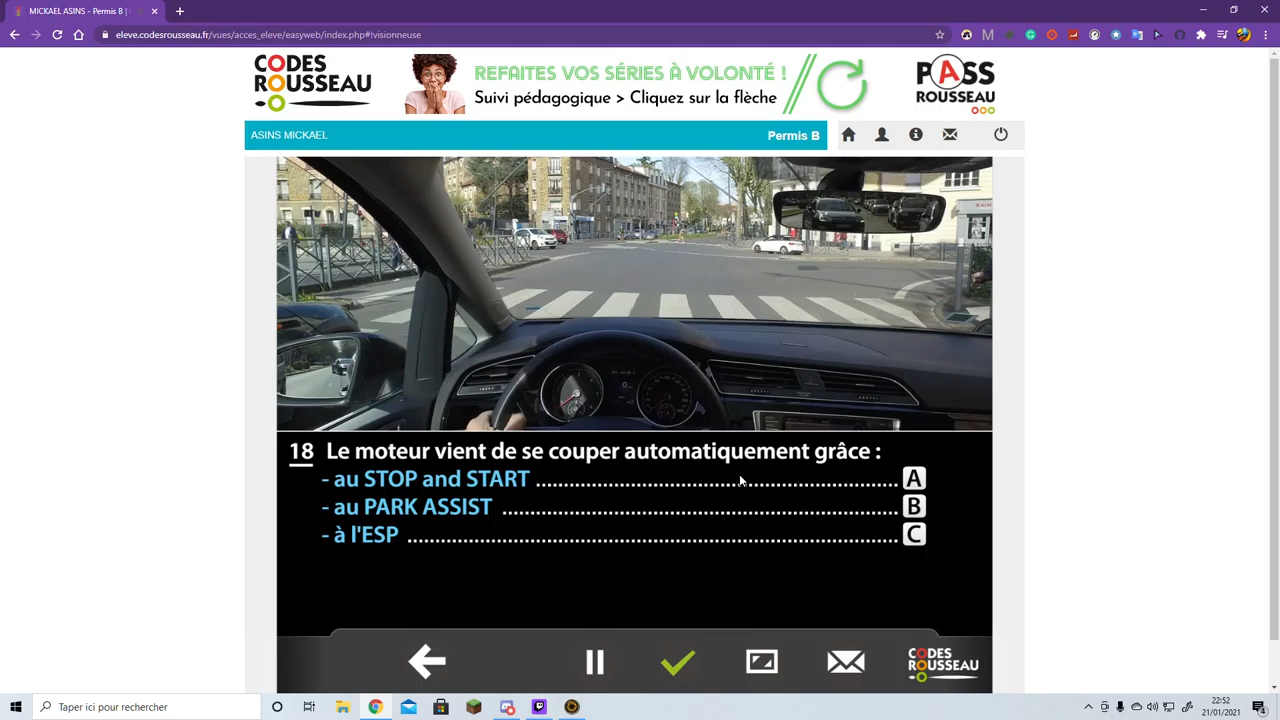 MICKAEL ASINS - Permis B |
eleve.codesrousseau.fr/vues/acces_eleve/easyweb/index.php#!visionneuse
CODES
ROUSSEAU
REFAITES VOS SÉRIES À VOLONTÉ !
Suivi pédagogique > Cliquez sur la flèche
PASS
ROUSSEAU
ASINS MICKAEL
Permis B
18 Le moteur vient de se couper automatiquement grâce :
- au STOP and START A
- au PARK ASSIST B
- à l'ESP C
CODES
ROUSSEAU
Taper ici pour rechercher
22:52
21/01/2021
4